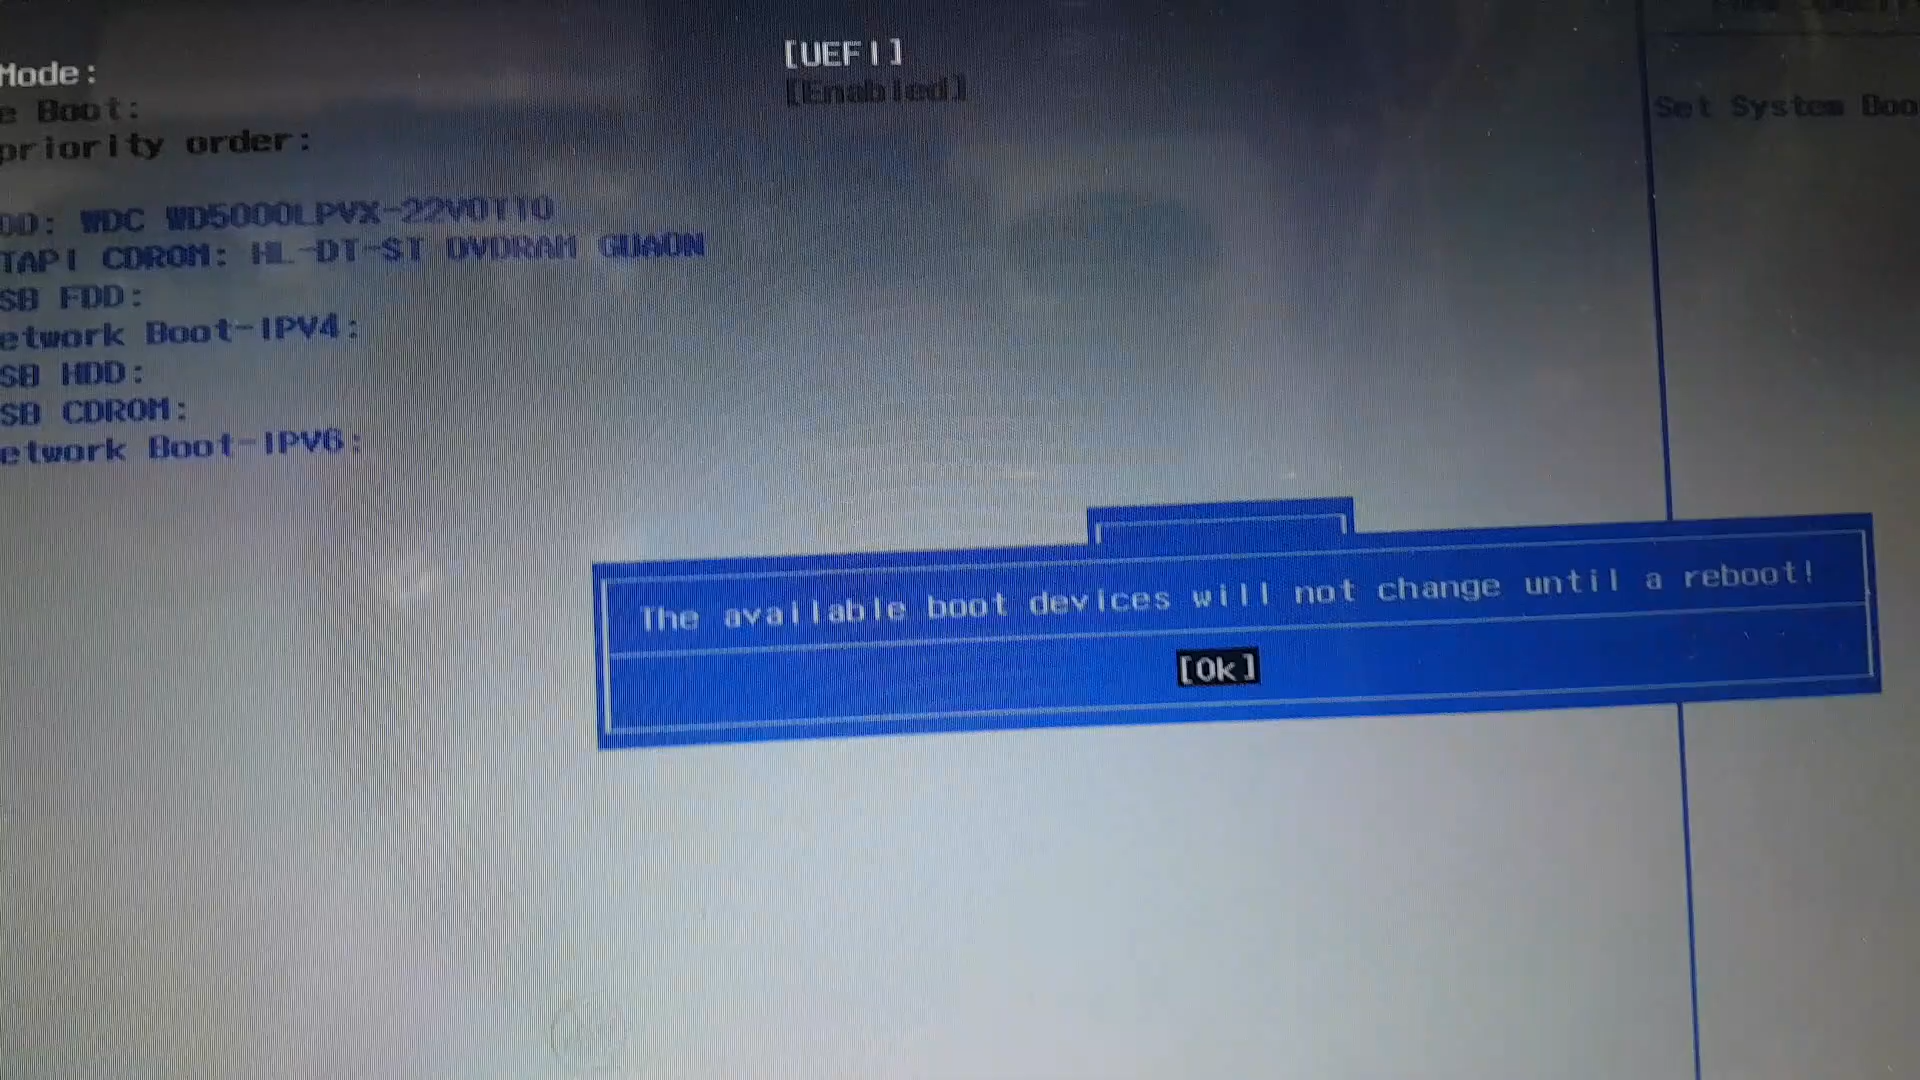 Mode: [UEFI]
e Boot: [Enabled]
priority order:
Set System Boo
DD: WDC WD5000LPVX-22V0TT0
TAPI CDROM: HL-DT-ST DVDRAM GUA0N
SB FDD:
etwork Boot-IPV4:
SB HDD:
SB CDROM:
etwork Boot-IPV6:
The available boot devices will not change until a reboot!
[Ok]